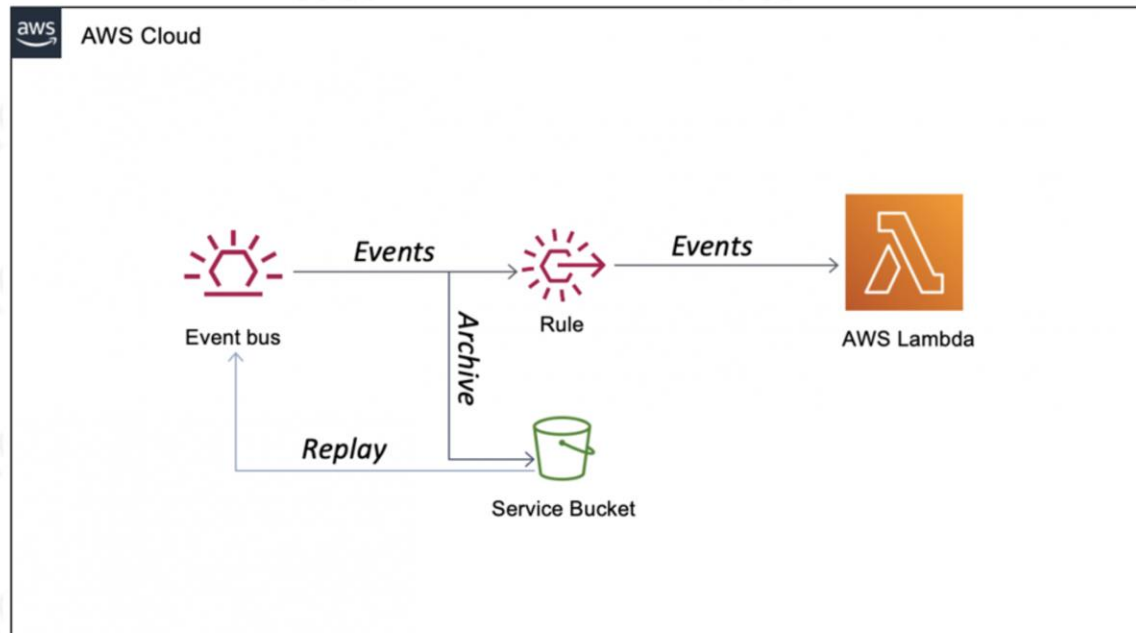 aws
AWS Cloud
Events
Events
Event bus
Rule
AWS Lambda
Archive
Replay
Service Bucket